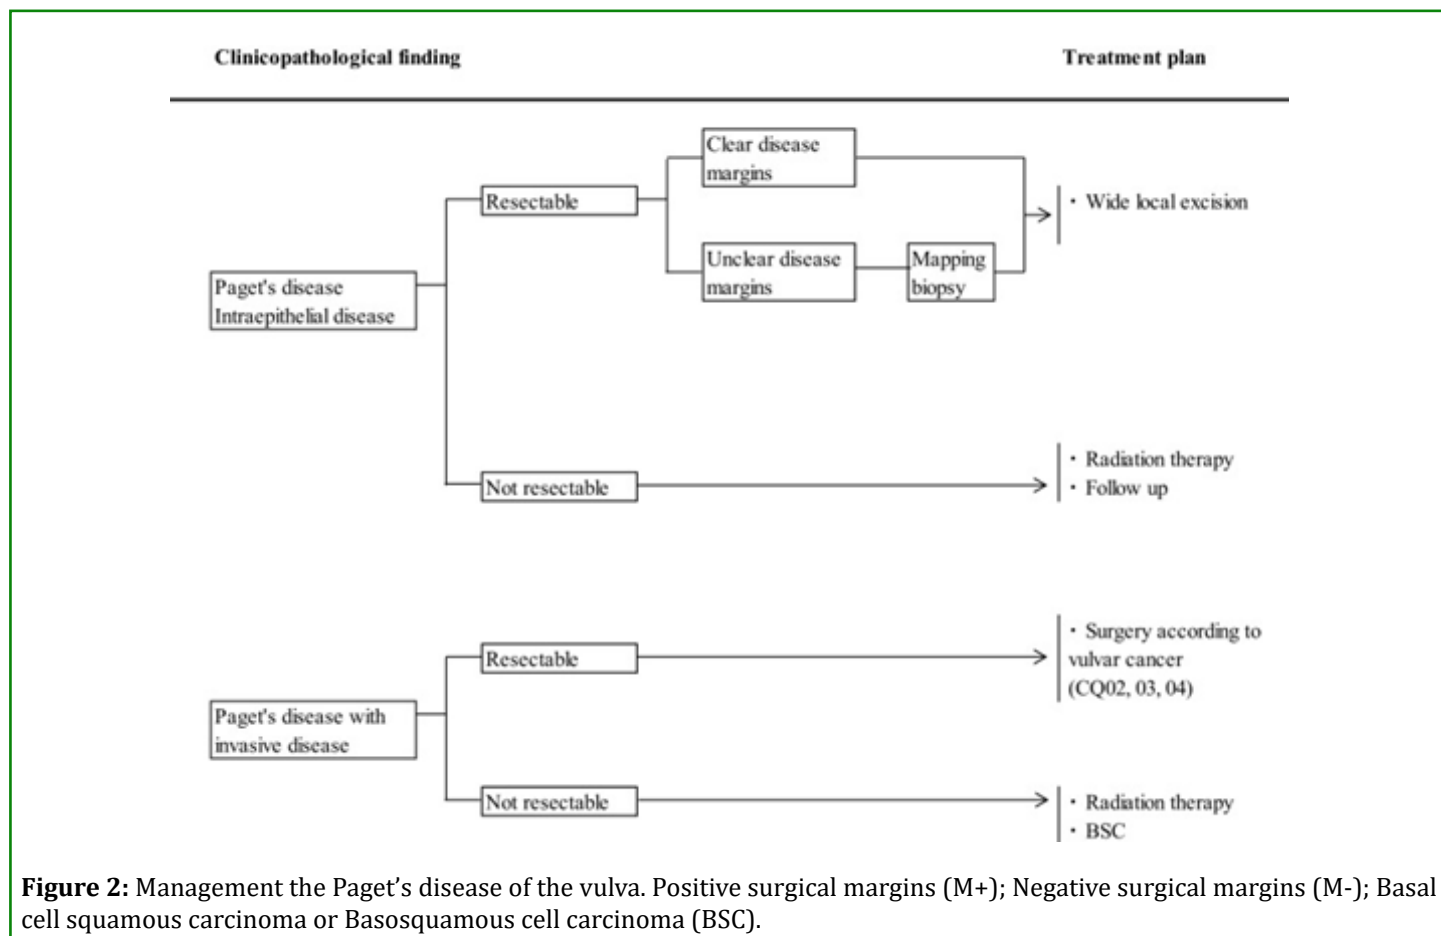 Clinicopathological finding
Treatment plan
Clear disease
margins
Resectable
・ Wide local excision
Unclear disease
margins
Mapping
biopsy
Paget's disease
Intraepithelial disease
Not resectable
・ Radiation therapy
・ Follow up
Resectable
・ Surgery according to
vulvar cancer
(CQ02, 03, 04)
Paget's disease with
invasive disease
Not resectable
・ Radiation therapy
・ BSC
Figure 2: Management the Paget’s disease of the vulva. Positive surgical margins (M+); Negative surgical margins (M-); Basal
cell squamous carcinoma or Basosquamous cell carcinoma (BSC).